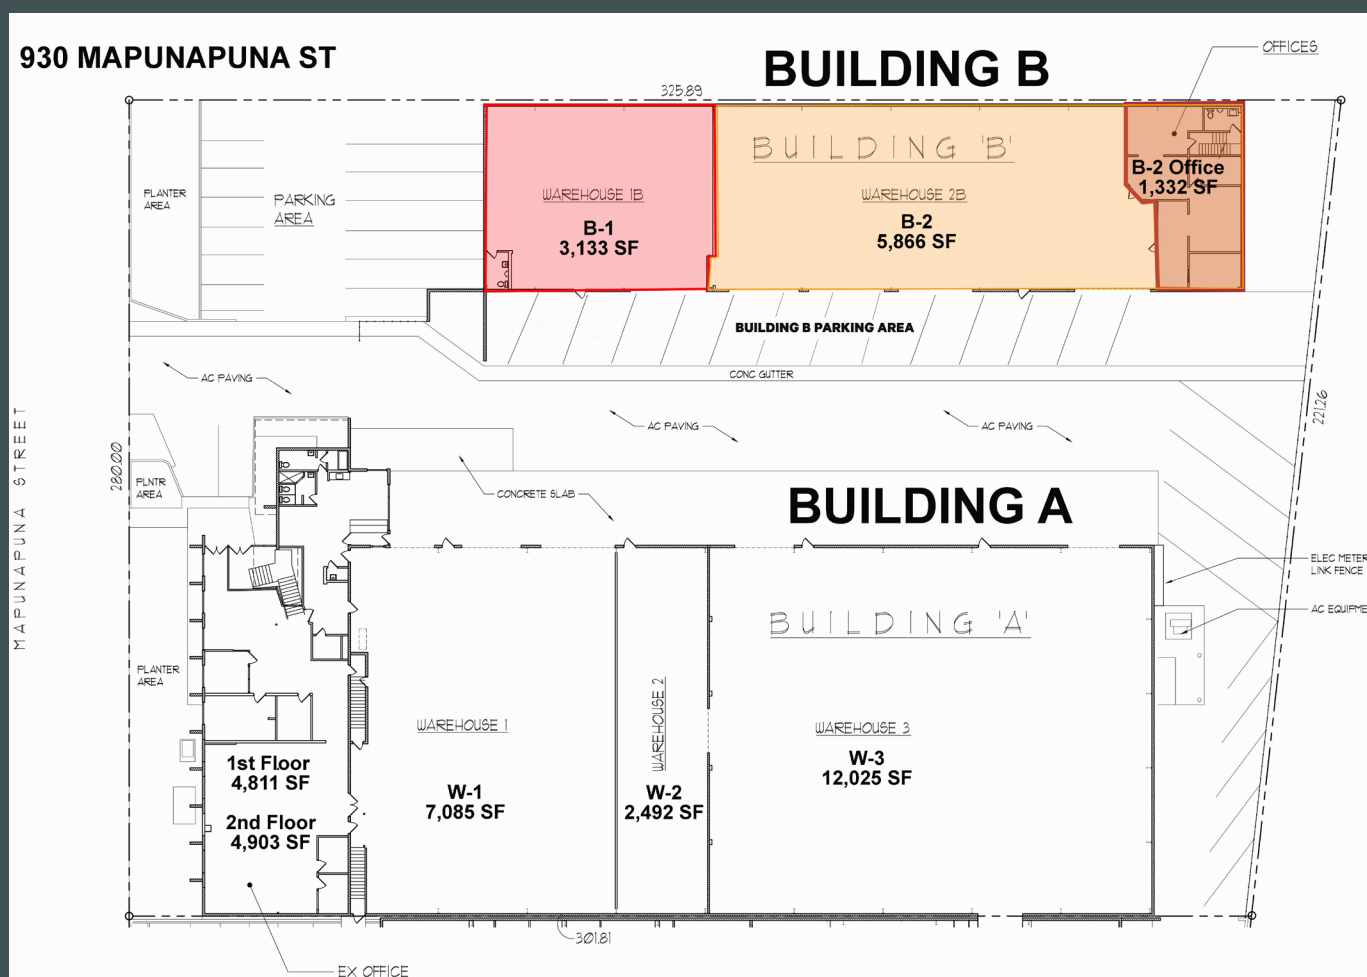 930 MAPUNAPUNA ST
BUILDING B
OFFICES
325.89
BUILDING 'B'
PLANTER
AREA
PARKING
AREA
WAREHOUSE 1B
B-1
3,133 SF
WAREHOUSE 2B
B-2
5,866 SF
B-2 Office
1,332 SF
BUILDING B PARKING AREA
CONC GUTTER
AC PAVING
AC PAVING
AC PAVING
221.26
MAPUNAPUNA STREET
280.00
PLNTR
AREA
CONCRETE SLAB
BUILDING A
ELEC METER
LINK FENCE
AC EQUIPME
BUILDING 'A'
PLANTER
AREA
WAREHOUSE 1
W-1
7,085 SF
WAREHOUSE 2
W-2
2,492 SF
WAREHOUSE 3
W-3
12,025 SF
1st Floor
4,811 SF
2nd Floor
4,903 SF
301.81
EX OFFICE